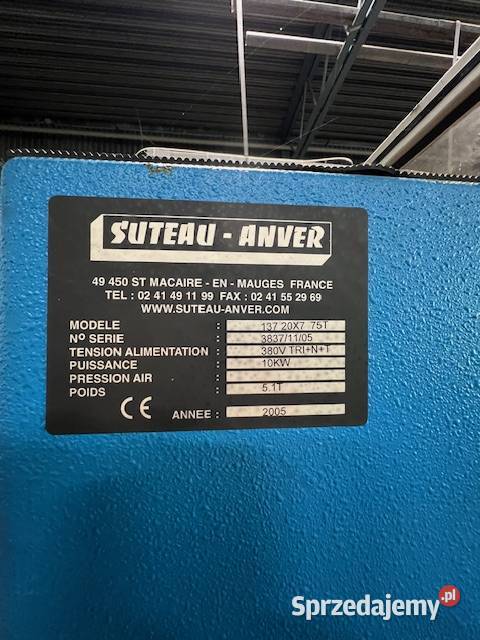 SUTEAU - ANVER
49 450 ST MACAIRE - EN - MAUGES FRANCE
TEL : 02 41 49 11 99 FAX : 02 41 55 29 69
WWW.SUTEAU-ANVER.COM
MODELE 137 20X7 75T
Nº SERIE 3837/11/05
TENSION ALIMENTATION : 380V TRI+N+T
PUISSANCE 10KW
PRESSION AIR
POIDS 5.1T
CE ANNEE : 2005
Sprzedajemy.pl